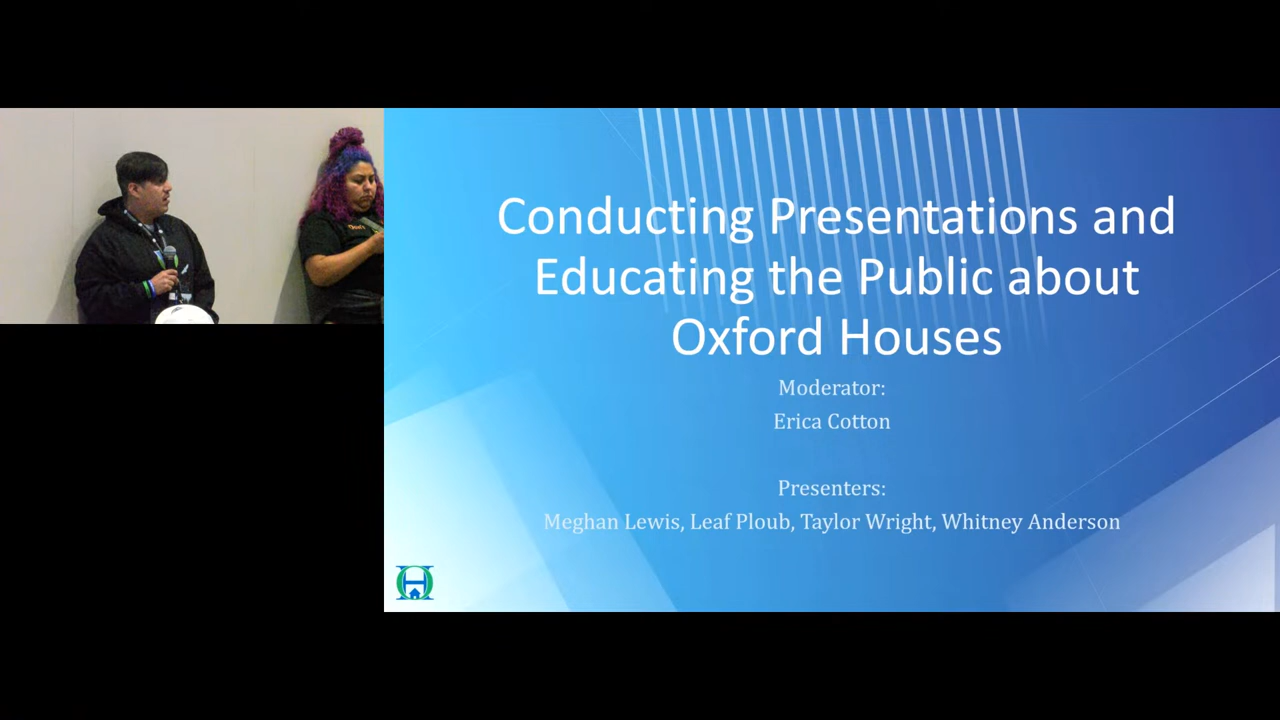 Conducting Presentations and
Educating the Public about
Oxford Houses
Moderator:
Erica Cotton
Presenters:
Meghan Lewis, Leaf Ploub, Taylor Wright, Whitney Anderson